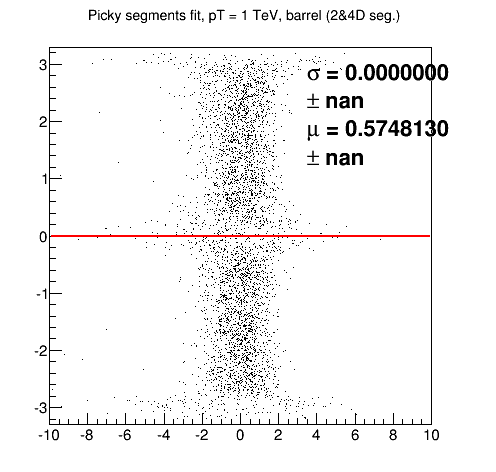 Picky segments fit, pT = 1 TeV, barrel (2&4D seg.)
σ = 0.0000000
± nan
μ = 0.5748130
± nan
3
2
1
0
-1
-2
-3
-10 -8 -6 -4 -2 0 2 4 6 8 10